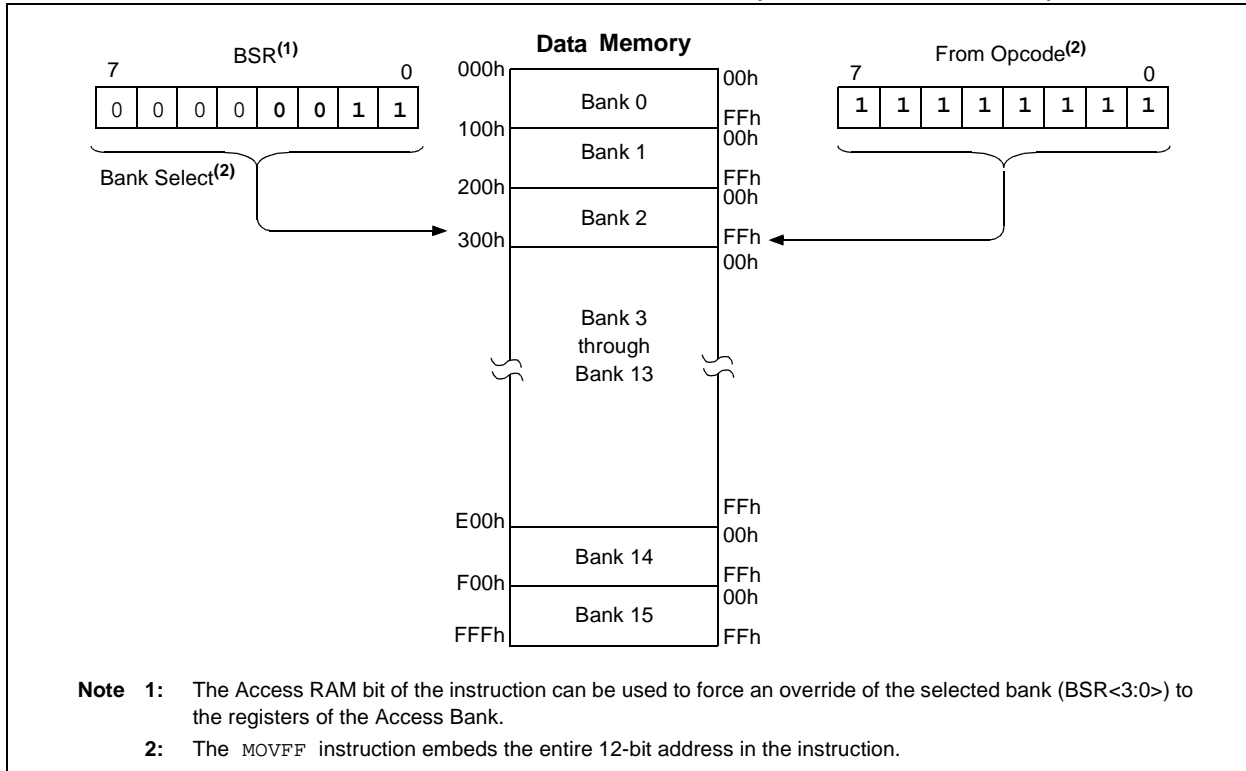 BSR(1)
7 0
0 0 0 0 0 0 1 1
Bank Select(2)
Data Memory
000h
00h
Bank 0
FFh
100h
00h
Bank 1
FFh
200h
00h
Bank 2
FFh
300h
00h
Bank 3
through
Bank 13
FFh
E00h
00h
Bank 14
FFh
F00h
00h
Bank 15
FFFh
FFh
From Opcode(2)
7 0
1 1 1 1 1 1 1 1
Note 1: The Access RAM bit of the instruction can be used to force an override of the selected bank (BSR<3:0>) to
the registers of the Access Bank.
2: The MOVFF instruction embeds the entire 12-bit address in the instruction.